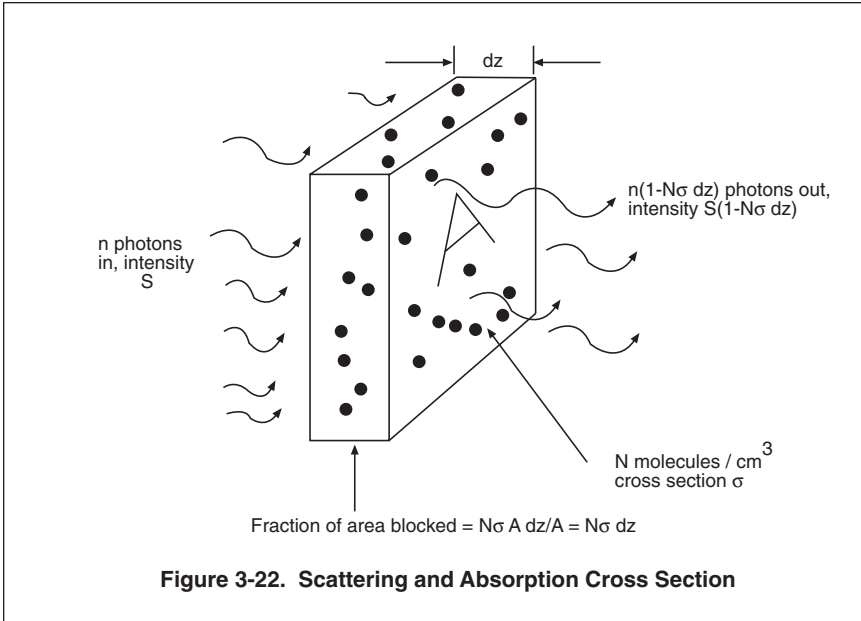 dz
n(1-Nσ dz) photons out,
intensity S(1-Nσ dz)
A
n photons
in, intensity
S
N molecules / cm³
cross section σ
Fraction of area blocked = Nσ A dz/A = Nσ dz
Figure 3-22. Scattering and Absorption Cross Section